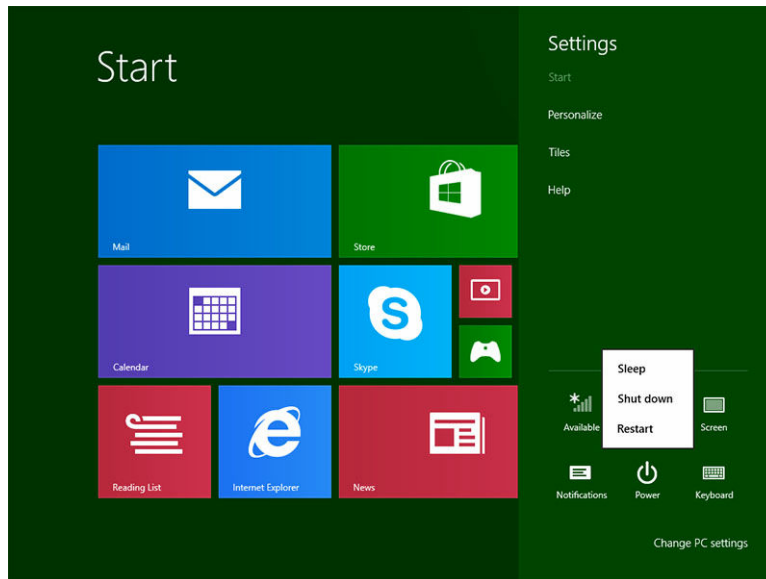 Start
Mail
Store
Calendar
S
Skype
Reading List
Internet Explorer
News
Settings
Start
Personalize
Tiles
Help
Sleep
Shut down
Restart
Available
Screen
Notifications
Power
Keyboard
Change PC settings